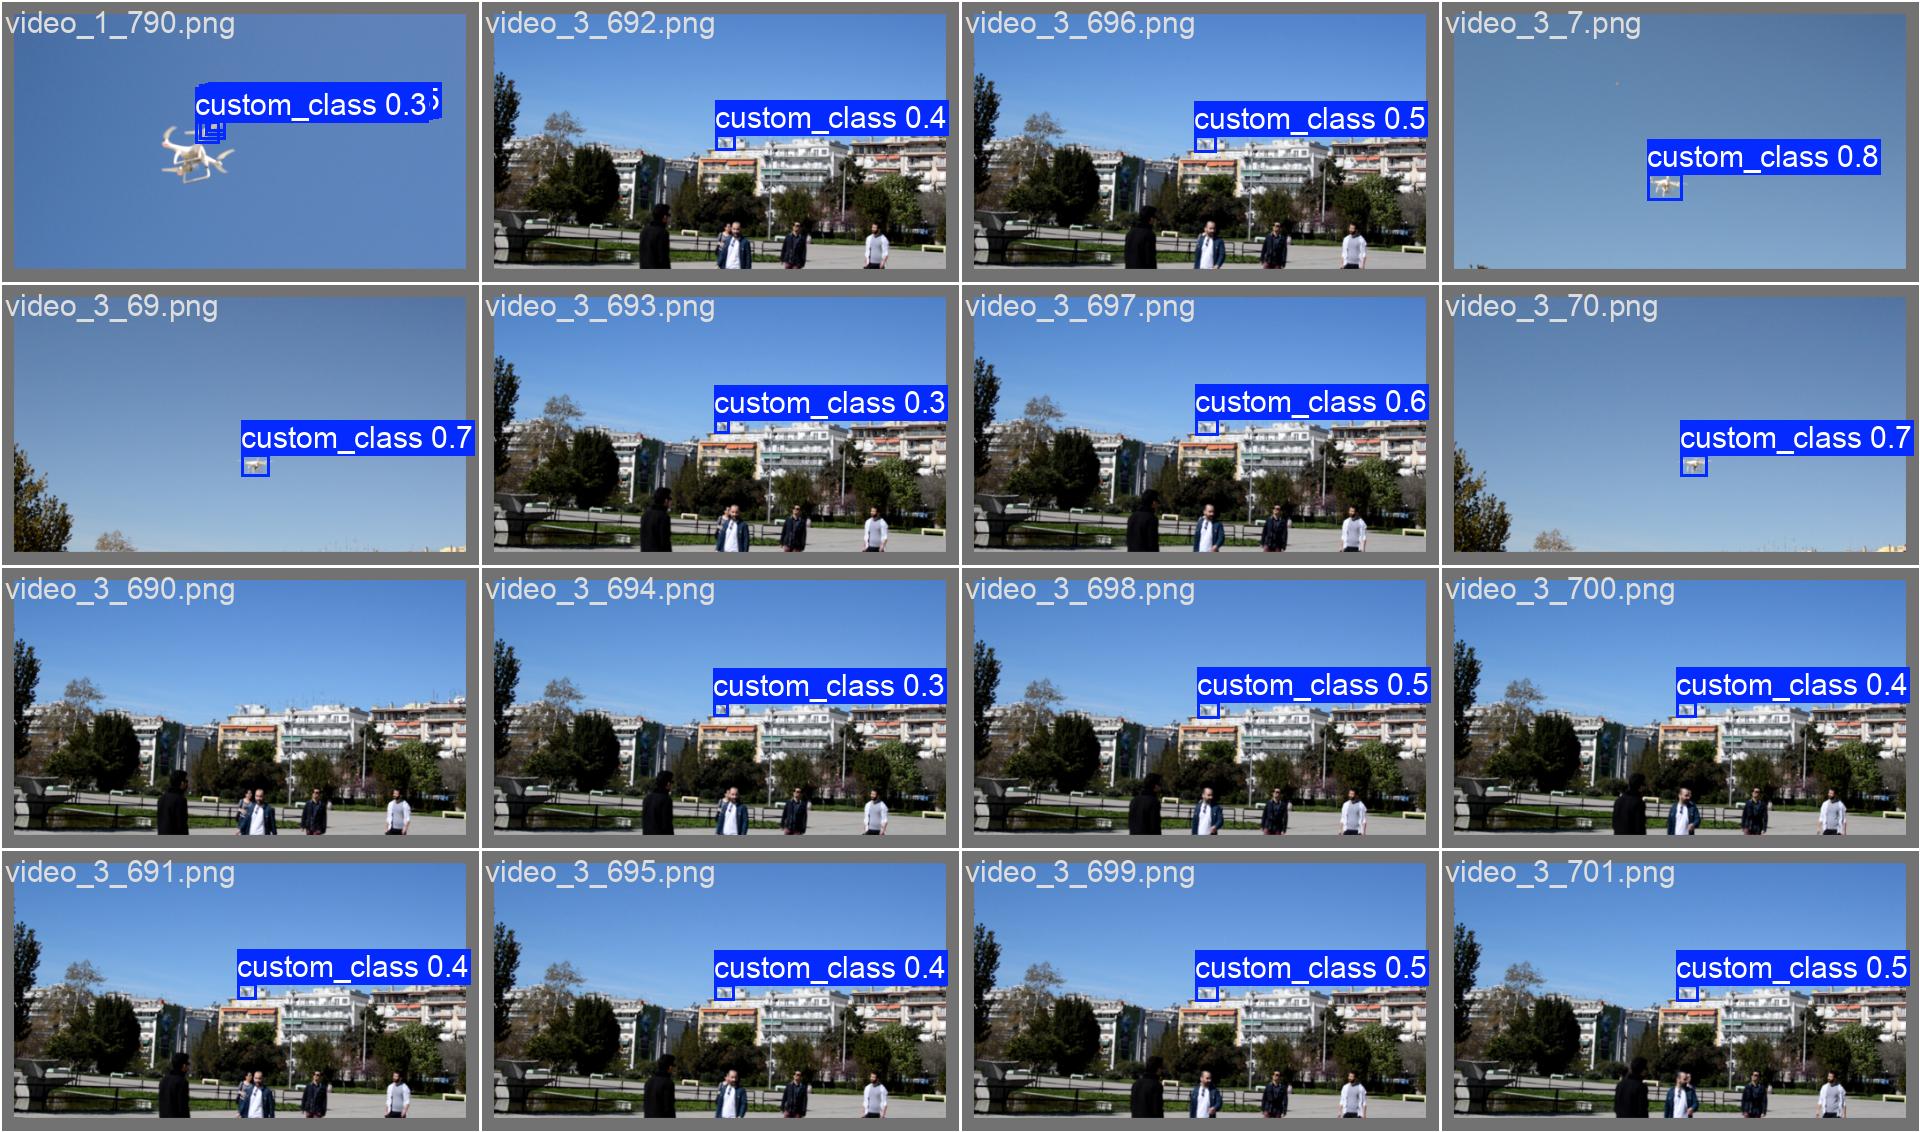 video_1_790.png
custom_class 0.3
video_3_692.png
custom_class 0.4
video_3_696.png
custom_class 0.5
video_3_7.png
custom_class 0.8
video_3_69.png
custom_class 0.7
video_3_693.png
custom_class 0.3
video_3_697.png
custom_class 0.6
video_3_70.png
custom_class 0.7
video_3_690.png
video_3_694.png
custom_class 0.3
video_3_698.png
custom_class 0.5
video_3_700.png
custom_class 0.4
video_3_691.png
custom_class 0.4
video_3_695.png
custom_class 0.4
video_3_699.png
custom_class 0.5
video_3_701.png
custom_class 0.5